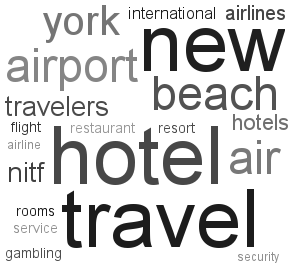 york international airlines
new
airport
beach
travelers
flight restaurant resort hotels
airline
hotel air
nitf
rooms travel
service
gambling security